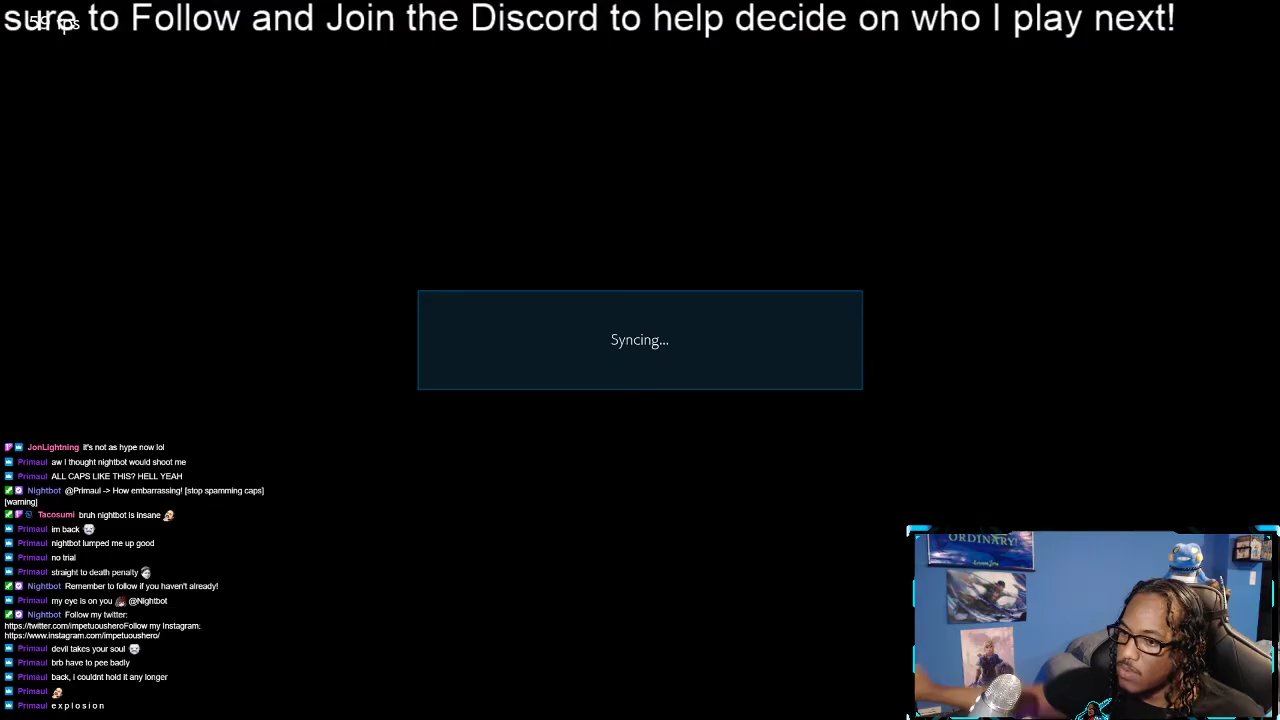 sure to Follow and Join the Discord to help decide on who I play next!
59 fps
Syncing...
JonLightning it's not as hype now lol
Primaul aw I thought nightbot would shoot me
Primaul ALL CAPS LIKE THIS? HELL YEAH
Nightbot @Primaul -> How embarrassing! [stop spamming caps]
[warning]
Tacosumi bruh nightbot is insane
Primaul im back
Primaul nightbot lumped me up good
Primaul no trial
Primaul straight to death penalty
Nightbot Remember to follow if you haven't already!
Primaul my eye is on you @Nightbot
Nightbot Follow my twitter:
https://twitter.com/impetuousheroFollow my Instagram:
https://www.instagram.com/impetuoushero/
Primaul devil takes your soul
Primaul brb have to pee badly
Primaul back, i couldnt hold it any longer
Primaul
Primaul e x p l o s i o n
ORDINARY!